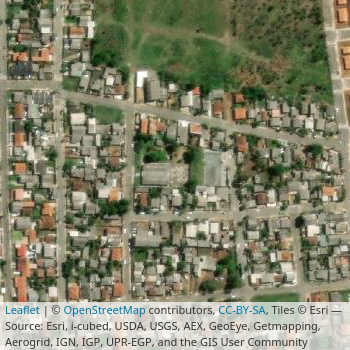 Leaflet | © OpenStreetMap contributors, CC-BY-SA, Tiles © Esri —
Source: Esri, i-cubed, USDA, USGS, AEX, GeoEye, Getmapping,
Aerogrid, IGN, IGP, UPR-EGP, and the GIS User Community